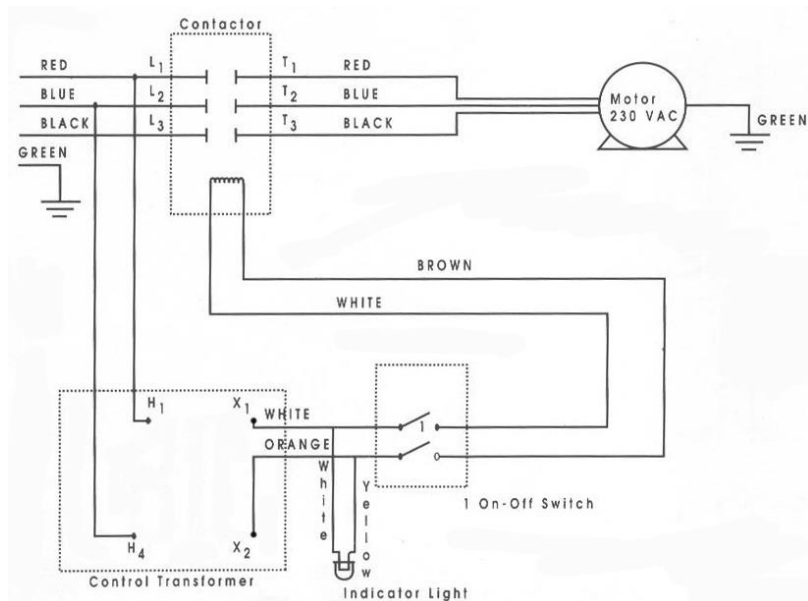 Contactor
RED L1 T1 RED
BLUE L2 T2 BLUE
BLACK L3 T3 BLACK
GREEN
Motor
230 VAC
GREEN
BROWN
WHITE
H1 X1
WHITE
ORANGE
1
White
Yellow
1 On-Off Switch
H4 X2
Control Transformer
Indicator Light